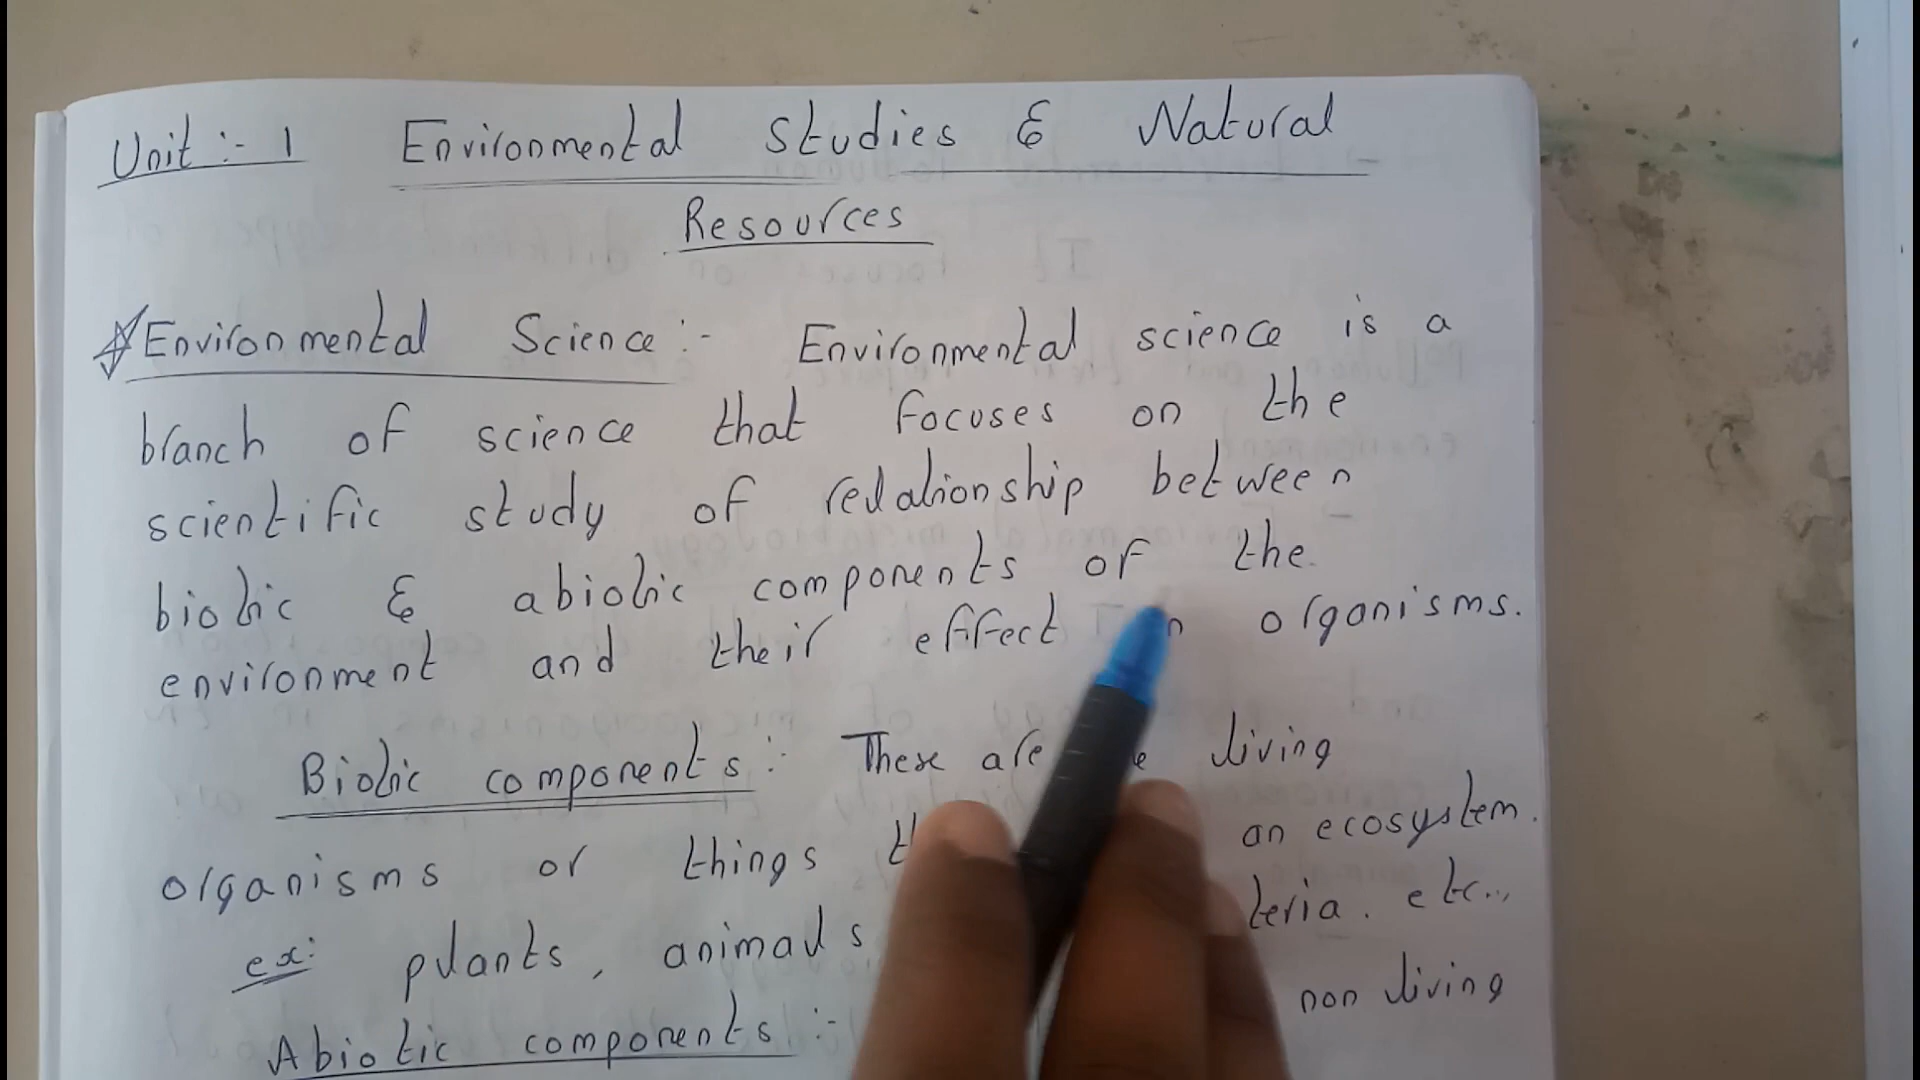 Unit :- 1 Environmental Studies & Natural
Resources
Environmental Science :- Environmental science is a
branch of science that focuses on the
scientific study of relationship between
biotic & abiotic components of the
environment and their effect organisms.
Biotic components :- These are living
organisms or things an ecosystem.
ex: plants, animals etc..,
Abiotic components :- non living